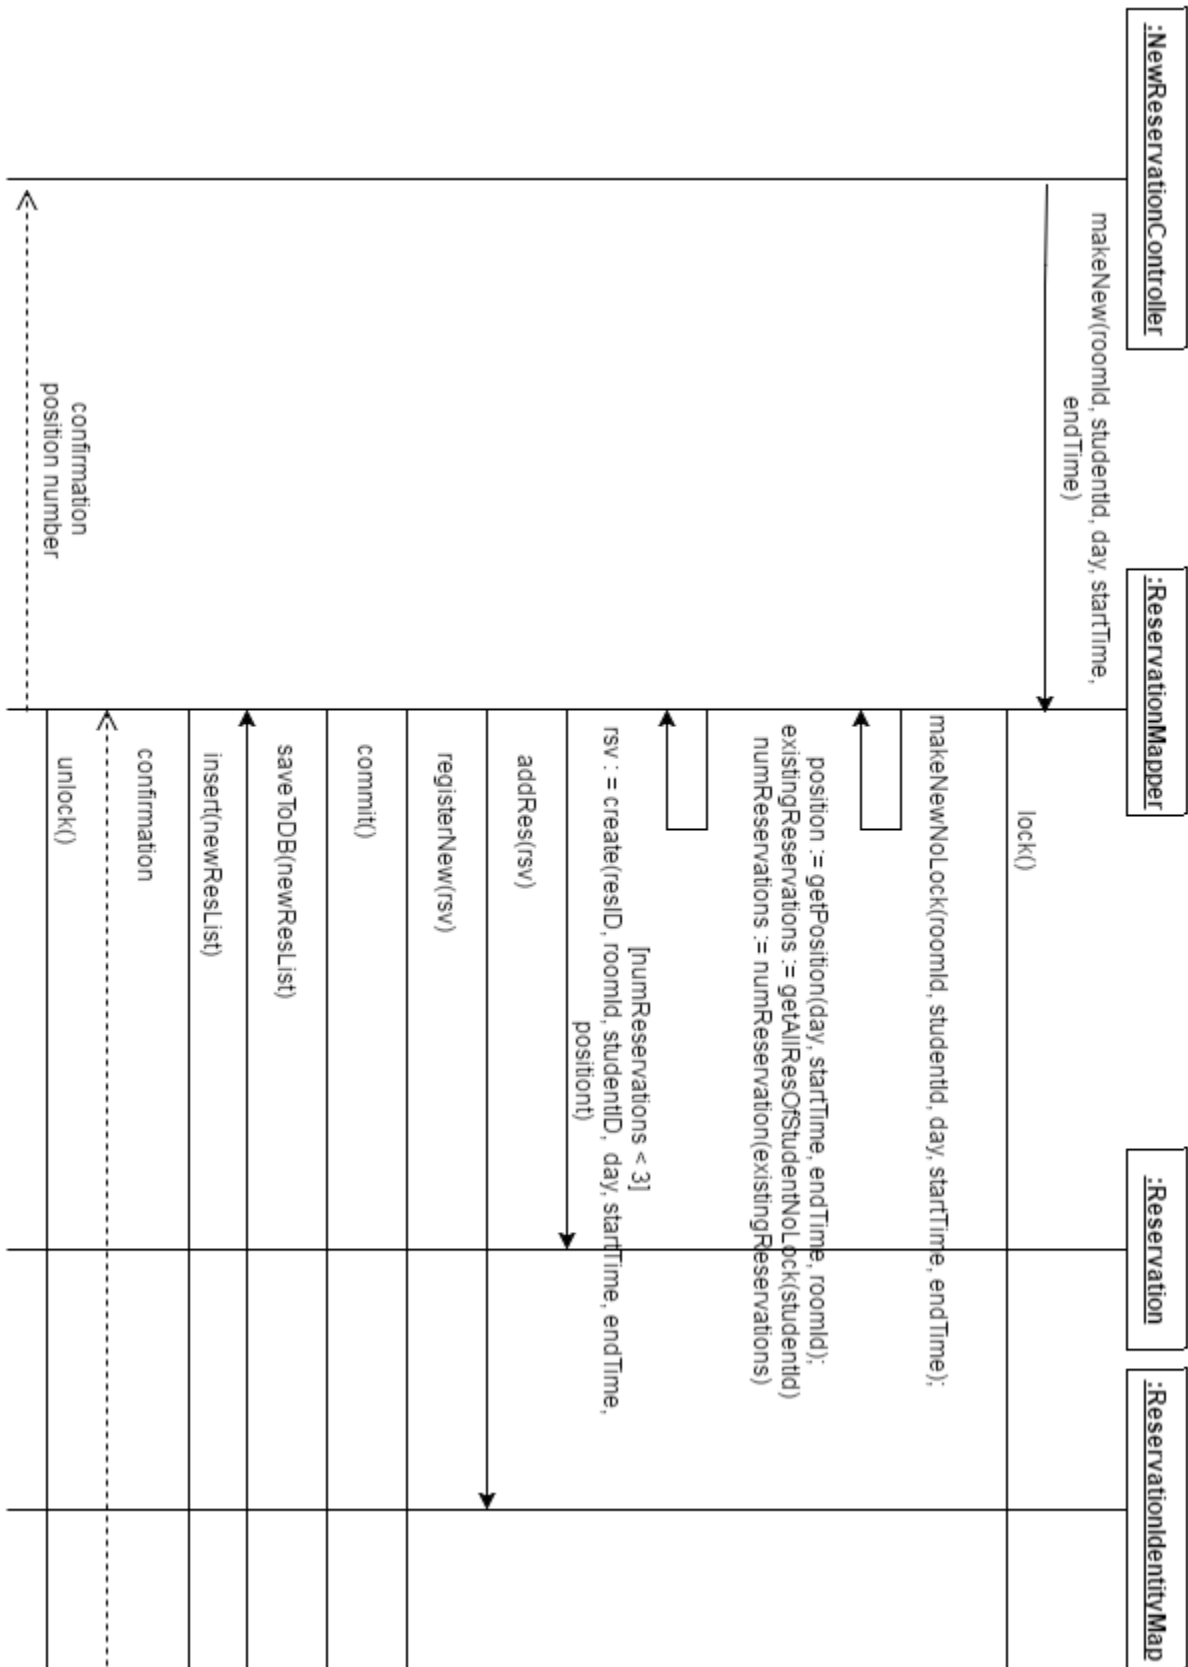 :NewReservationController
:ReservationMapper
:Reservation
:ReservationIdentityMap
makeNew(roomId, studentId, day, startTime,
endTime)
lock()
makeNewNoLock(roomId, studentId, day, startTime, endTime);
position := getPosition(day, startTime, endTime, roomId);
existingReservations := getAllResOfStudentNoLock(studentId)
numReservations := numReservation(existingReservations)
[numReservations < 3]
rsv : = create(resID, roomId, studentID, day, startTime, endTime,
positiont)
addRes(rsv)
registerNew(rsv)
commit()
saveToDB(newResList)
insert(newResList)
confirmation
unlock()
confirmation
position number